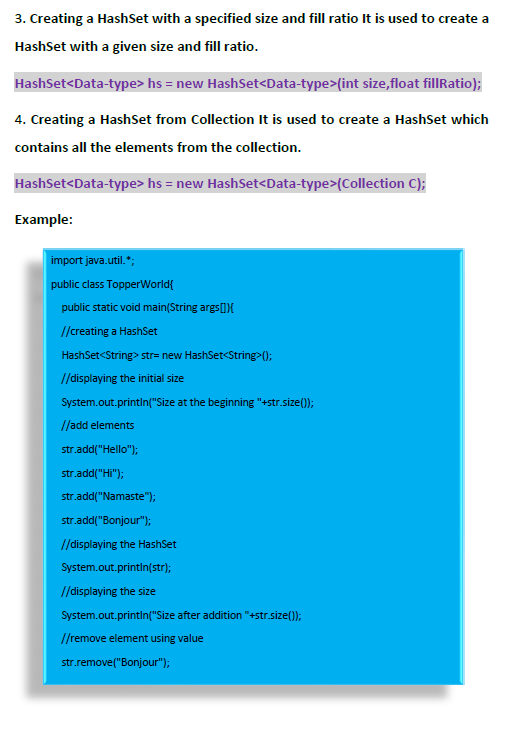 3. Creating a HashSet with a specified size and fill ratio It is used to create a
HashSet with a given size and fill ratio.
HashSet<Data-type> hs = new HashSet<Data-type>(int size,float fillRatio);
4. Creating a HashSet from Collection It is used to create a HashSet which
contains all the elements from the collection.
HashSet<Data-type> hs = new HashSet<Data-type>(Collection C);
Example:
import java.util.*;
public class TopperWorld{
public static void main(String args[]){
//creating a HashSet
HashSet<String> str= new HashSet<String>();
//displaying the initial size
System.out.println("Size at the beginning "+str.size());
//add elements
str.add("Hello");
str.add("Hi");
str.add("Namaste");
str.add("Bonjour");
//displaying the HashSet
System.out.println(str);
//displaying the size
System.out.println("Size after addition "+str.size());
//remove element using value
str.remove("Bonjour");